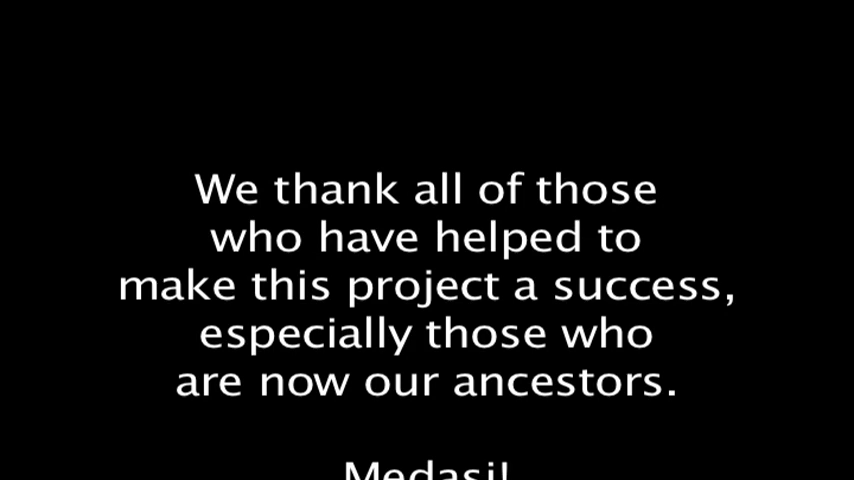 We thank all of those
who have helped to
make this project a success,
especially those who
are now our ancestors.
Medasi!